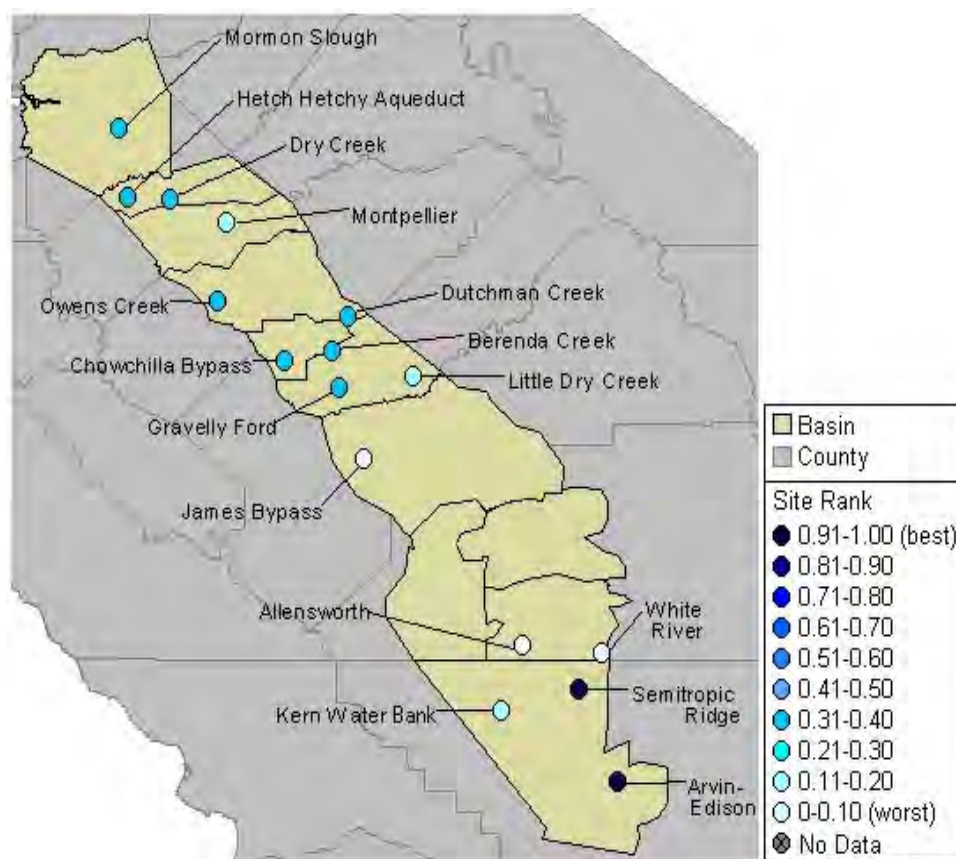 Mormon Slough
Hetch Hetchy Aqueduct
Dry Creek
Montpellier
Owens Creek
Dutchman Creek
Berenda Creek
Chowchilla Bypass
Little Dry Creek
Gravelly Ford
James Bypass
Allensworth
White
River
Kern Water Bank
Semitropic
Ridge
Arvin-
Edison
Basin
County
Site Rank
0.91-1.00 (best)
0.81-0.90
0.71-0.80
0.61-0.70
0.51-0.60
0.41-0.50
0.31-0.40
0.21-0.30
0.11-0.20
0-0.10 (worst)
No Data